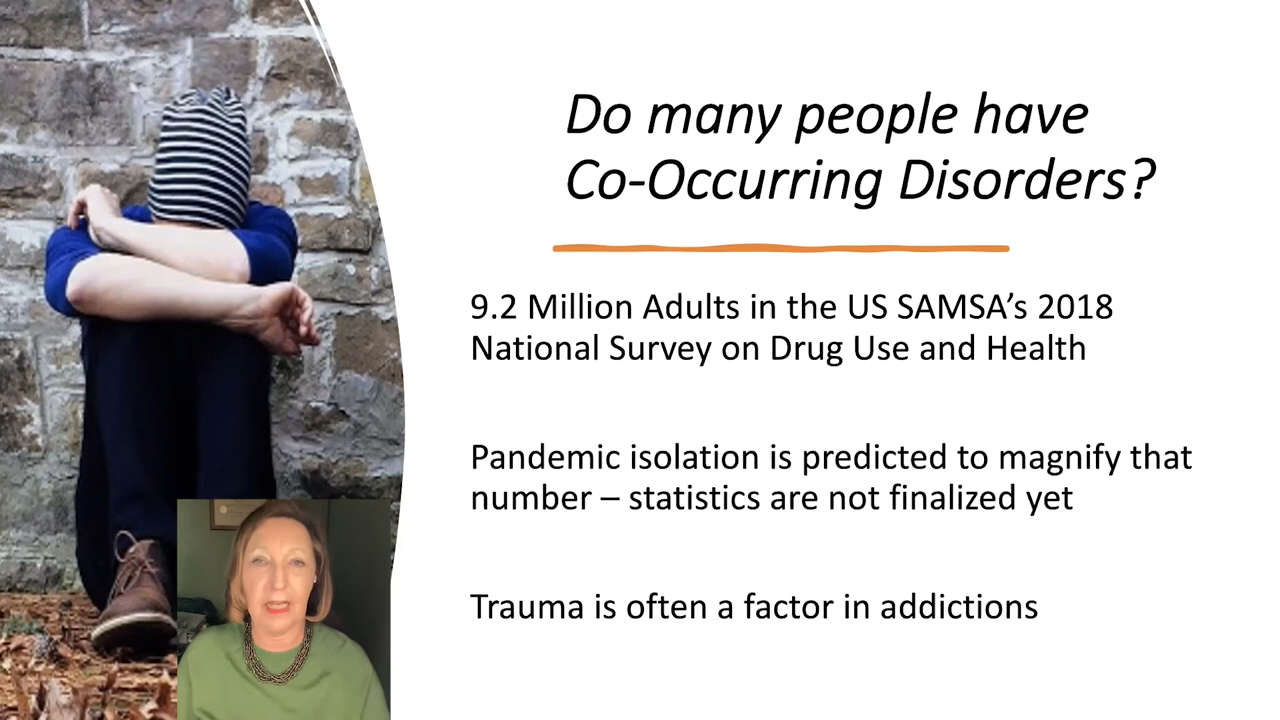 Do many people have
Co-Occurring Disorders?
9.2 Million Adults in the US SAMSA’s 2018
National Survey on Drug Use and Health
Pandemic isolation is predicted to magnify that
number – statistics are not finalized yet
Trauma is often a factor in addictions